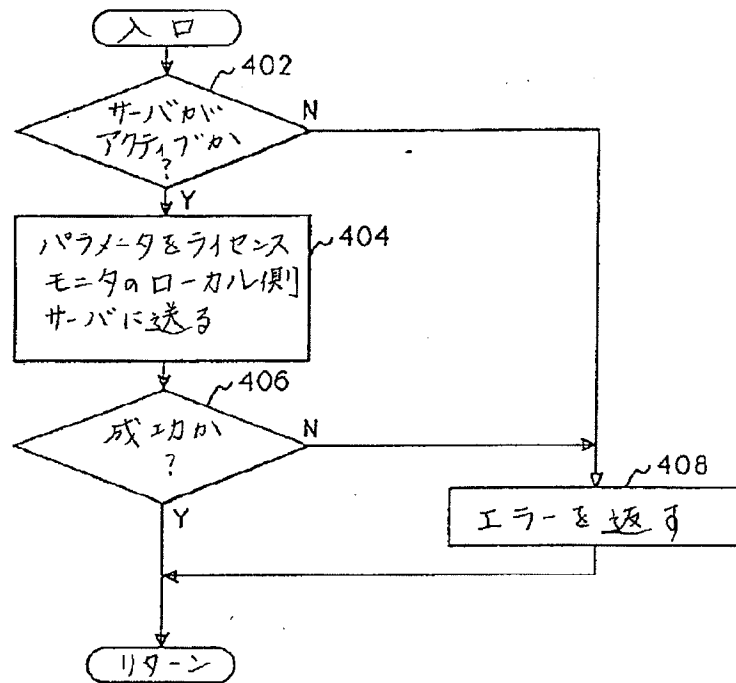 入口
402
サーバが
アクティブか
?
N
Y
パラメータをライセンス
モニタのローカル側
サーバに送る
404
406
成功か
?
N
Y
408
エラーを返す
リターン